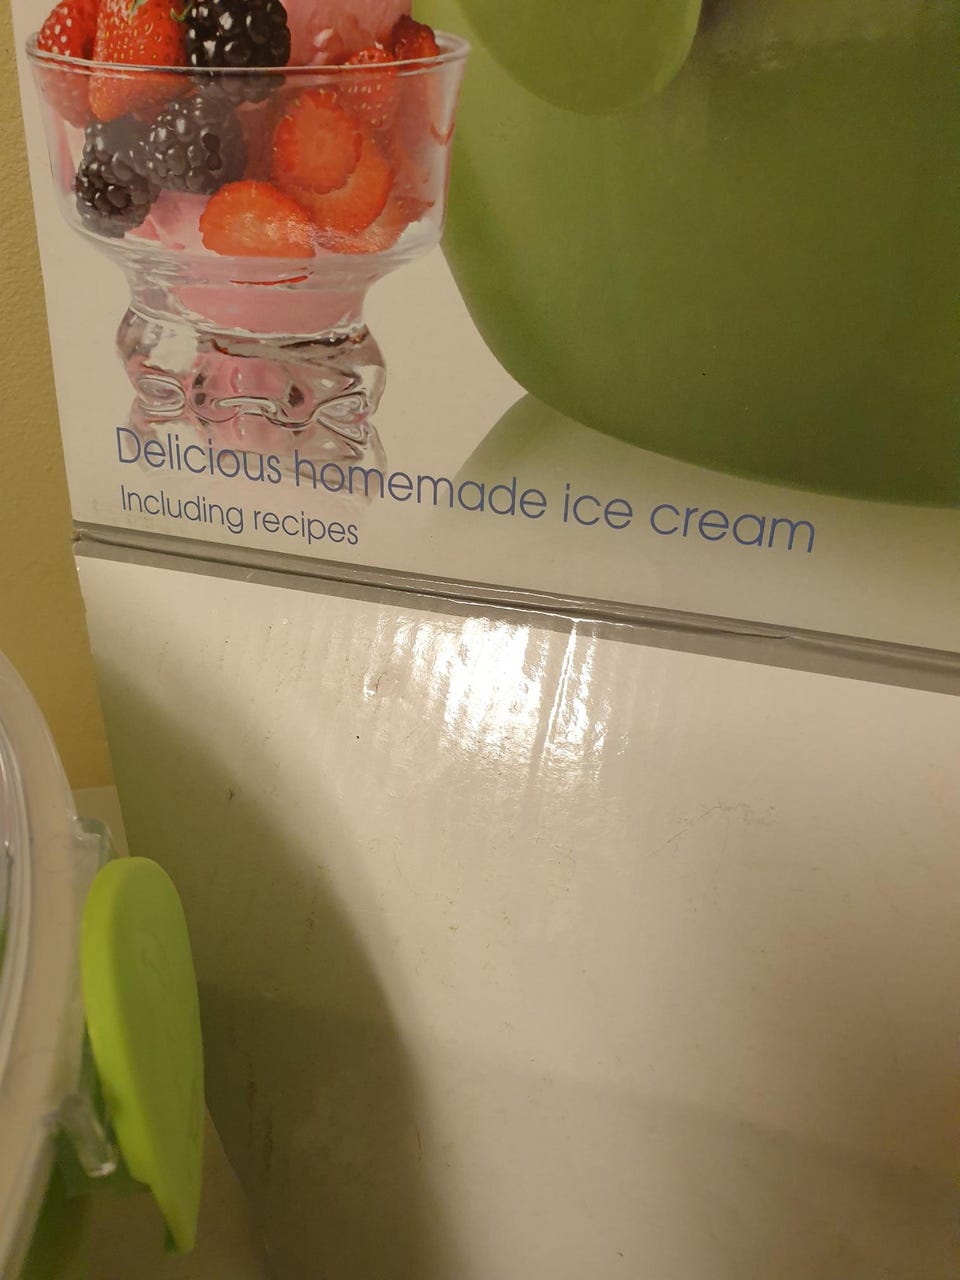 Delicious homemade ice cream
Including recipes